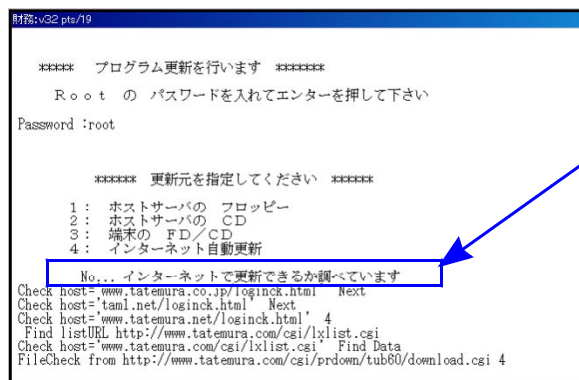 財務:v32 pts/19
***** プログラム更新を行います *******
Root の パスワードを入れてエンターを押して下さい
Password :root
****** 更新元を指定してください ******
1: ホストサーバの フロッピー
2: ホストサーバの CD
3: 端末の FD/CD
4: インターネット自動更新
No... インターネットで更新できるか調べています
Check host='www.tatemura.co.jp/loginck.html' Next
Check host='tam1.net/loginck.html' Next
Check host='www.tatemura.net/loginck.html' 4
Find listURL http://www.tatemura.com/cgi/lxlist.cgi
Check host='www.tatemura.com/cgi/lxlist.cgi' Find Data
FileCheck from http://www.tatemura.com/cgi/prdown/tub60/download.cgi 4